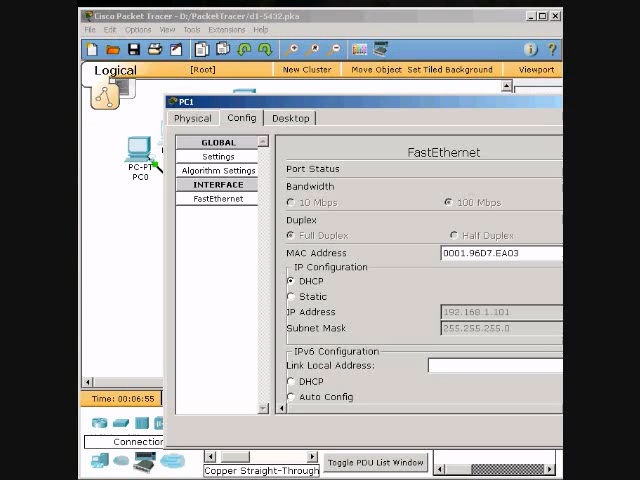 Cisco Packet Tracer - D:/PacketTracer/d1-5432.pka
File Edit Options View Tools Extensions Help
Logical [Root] New Cluster Move Object Set Tiled Background Viewport
PC1
Physical Config Desktop
GLOBAL
Settings
Algorithm Settings
INTERFACE
FastEthernet
FastEthernet
Port Status
Bandwidth
10 Mbps 100 Mbps
Duplex
Full Duplex Half Duplex
MAC Address 0001.96D7.EA03
IP Configuration
DHCP
Static
IP Address 192.168.1.101
Subnet Mask 255.255.255.0
IPv6 Configuration
Link Local Address:
DHCP
Auto Config
PC-PT
PC0
Time: 00:06:55
Connection
Copper Straight-Through
Toggle PDU List Window